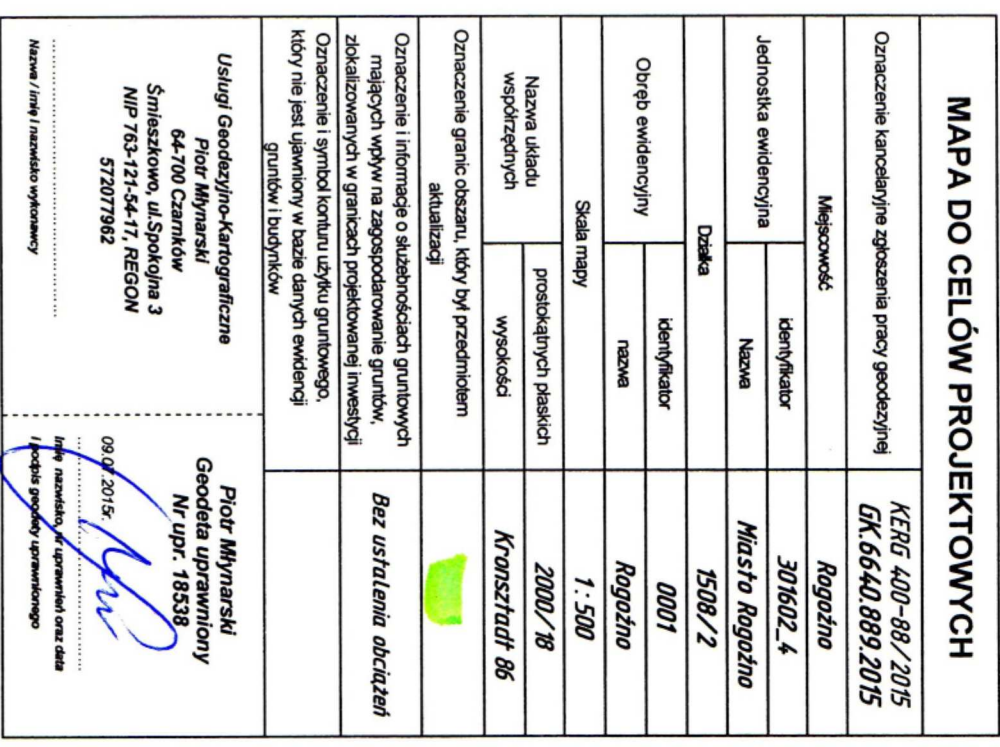 MAPA DO CELÓW PROJEKTOWYCH
Oznaczenie kancelaryjne zgłoszenia pracy geodezyjnej
KERG 400-88/2015
GK.6640.889.2015
Miejscowość
Rogoźno
Jednostka ewidencyjna
identyfikator
301602_4
Nazwa
Miasto Rogoźno
Działka
1508/2
Obręb ewidencyjny
identyfikator
0001
nazwa
Rogoźno
Skala mapy
1:500
Nazwa układu
współrzędnych
prostokątnych płaskich
2000/18
wysokości
Kronsztadt 86
Oznaczenie granic obszaru, który był przedmiotem
aktualizacji
Oznaczenie i informacje o służebnościach gruntowych
mających wpływ na zagospodarowanie gruntów,
zlokalizowanych w granicach projektowanej inwestycji
Bez ustalenia obciążeń
Oznaczenie i symbol konturu użytku gruntowego,
który nie jest ujawniony w bazie danych ewidencji
gruntów i budynków
Usługi Geodezyjno-Kartograficzne
Piotr Młynarski
64-700 Czarnków
Śmieszkowo, ul.Spokojna 3
NIP 763-121-54-17, REGON
572077962
Nazwa / imię i nazwisko wykonawcy
Piotr Młynarski
Geodeta uprawniony
Nr upr. 18538
09.07.2015r.
Imię nazwisko, nr uprawnień oraz data
i podpis geodety uprawnionego